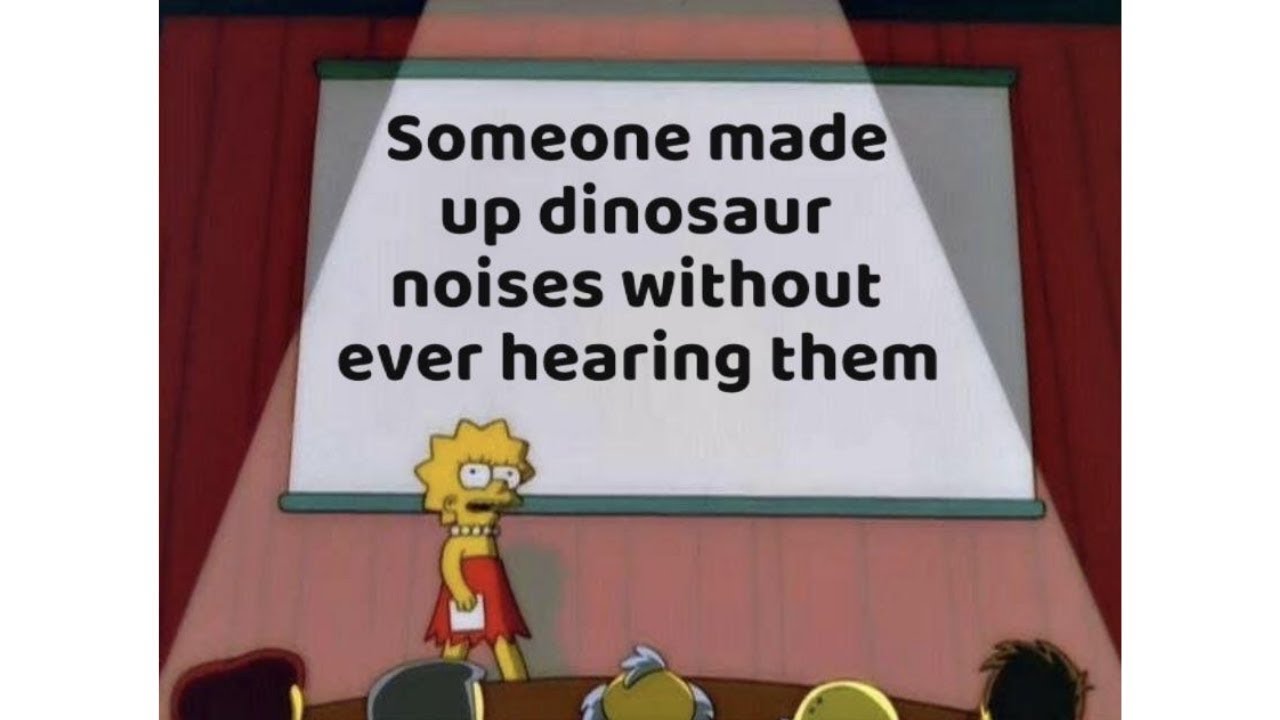 Someone made
up dinosaur
noises without
ever hearing them